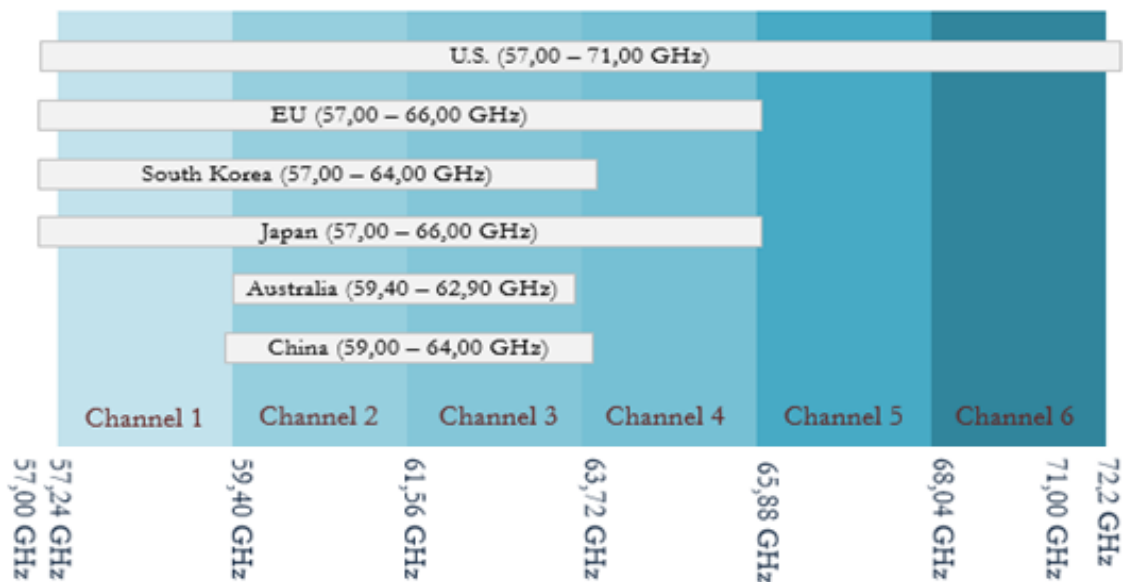 U.S. (57,00 – 71,00 GHz)
EU (57,00 – 66,00 GHz)
South Korea (57,00 – 64,00 GHz)
Japan (57,00 – 66,00 GHz)
Australia (59,40 – 62,90 GHz)
China (59,00 – 64,00 GHz)
Channel 1
Channel 2
Channel 3
Channel 4
Channel 5
Channel 6
57,00 GHz
57,24 GHz
59,40 GHz
61,56 GHz
63,72 GHz
65,88 GHz
68,04 GHz
71,00 GHz
72,2 GHz